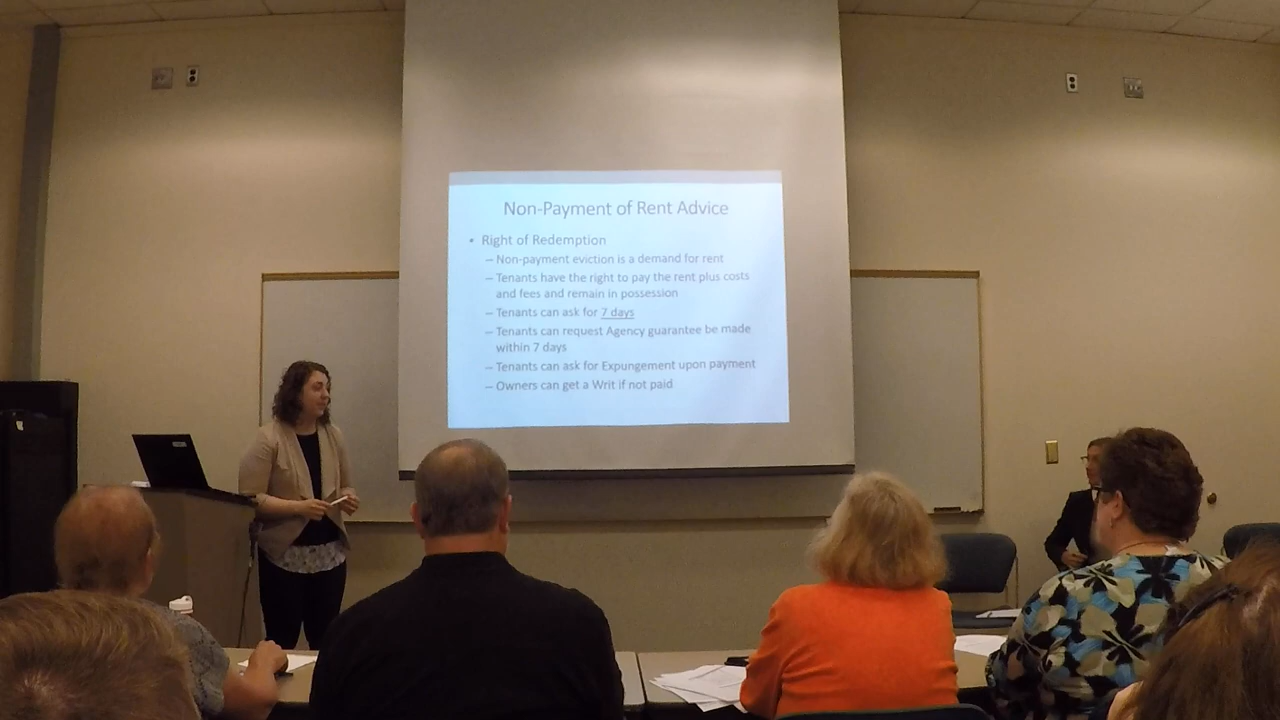 Non-Payment of Rent Advice
• Right of Redemption
– Non-payment eviction is a demand for rent
– Tenants have the right to pay the rent plus costs
and fees and remain in possession
– Tenants can ask for 7 days
– Tenants can request Agency guarantee be made
within 7 days
– Tenants can ask for Expungement upon payment
– Owners can get a Writ if not paid